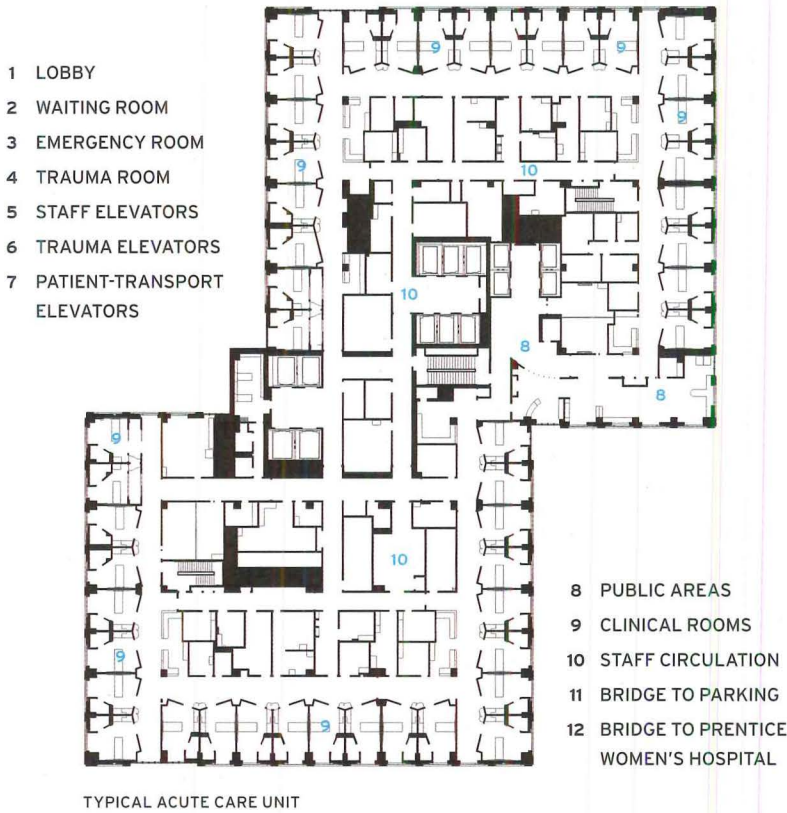 1 LOBBY
2 WAITING ROOM
3 EMERGENCY ROOM
4 TRAUMA ROOM
5 STAFF ELEVATORS
6 TRAUMA ELEVATORS
7 PATIENT-TRANSPORT
ELEVATORS
9
9
9
9
10
10
8
8
9
10
9
9
8 PUBLIC AREAS
9 CLINICAL ROOMS
10 STAFF CIRCULATION
11 BRIDGE TO PARKING
12 BRIDGE TO PRENTICE
WOMEN'S HOSPITAL
TYPICAL ACUTE CARE UNIT